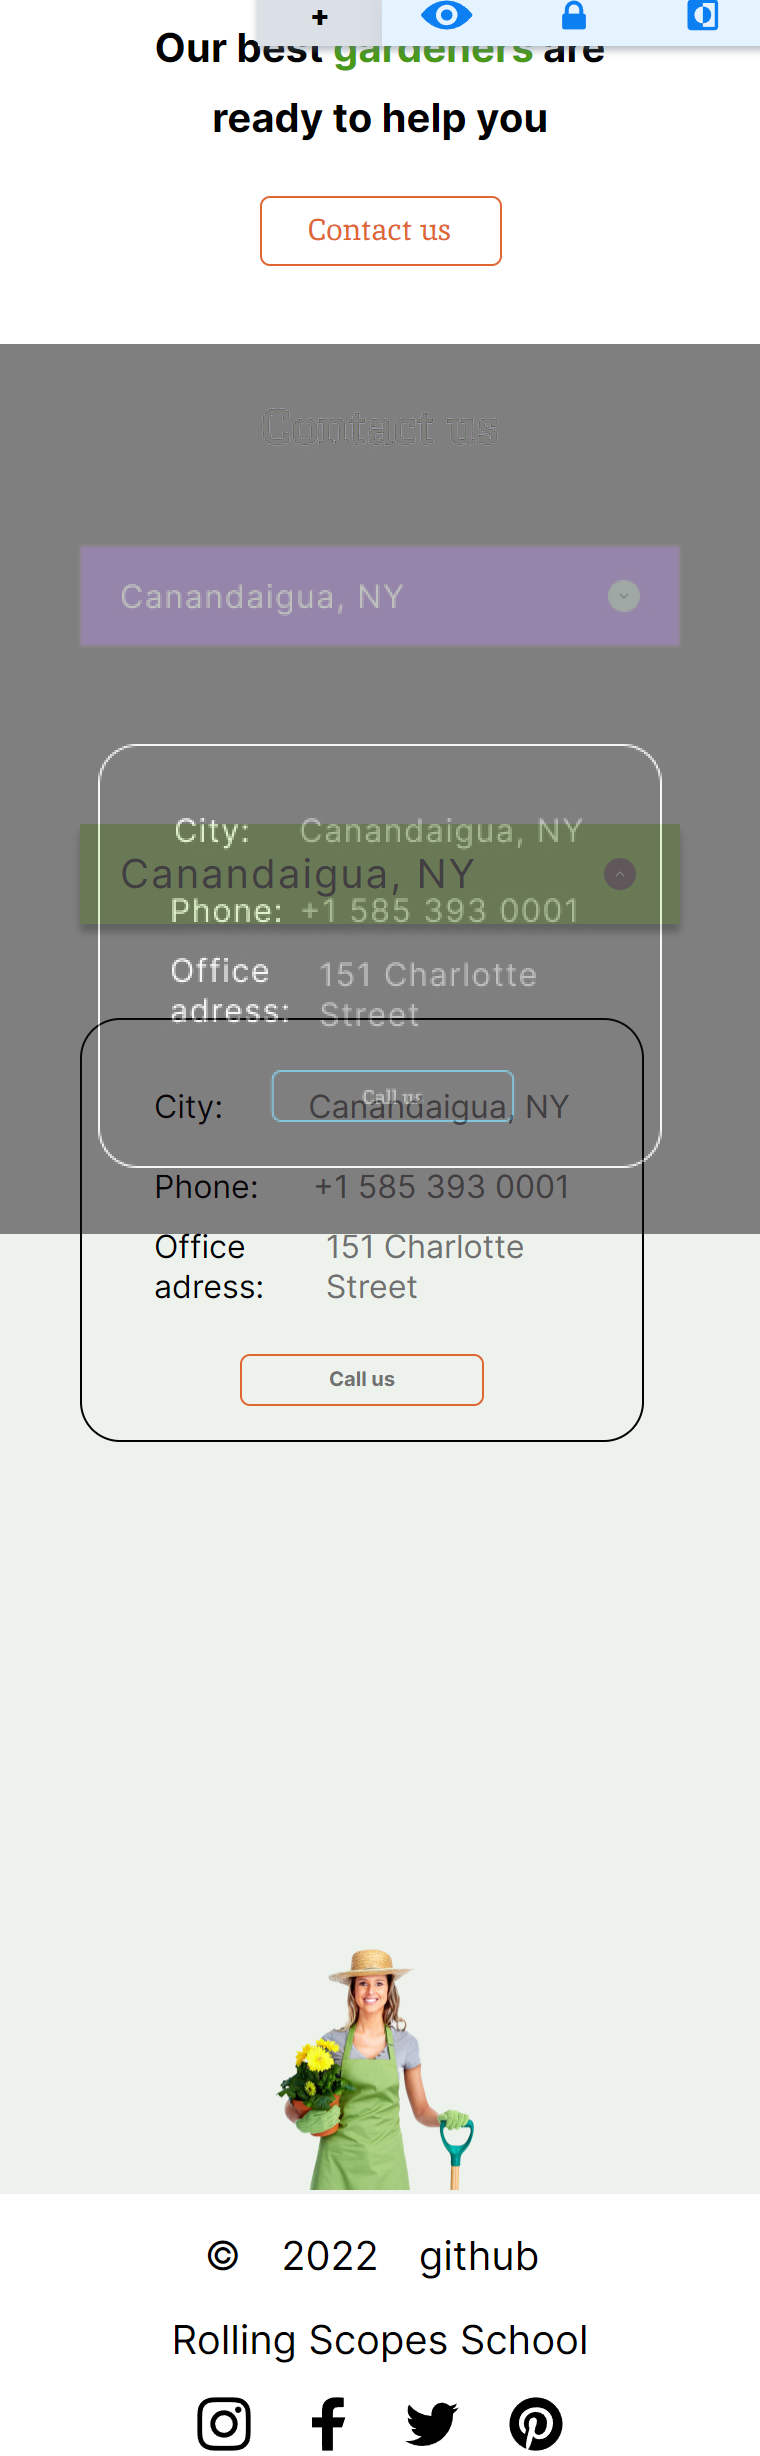 +
Our best gardeners are
ready to help you
Contact us
Contact us
Canandaigua, NY
City: Canandaigua, NY
Canandaigua, NY
Phone: +1 585 393 0001
Office 151 Charlotte
adress: Street
Call us
City: Canandaigua, NY
Phone: +1 585 393 0001
Office 151 Charlotte
adress: Street
Call us
© 2022 github
Rolling Scopes School